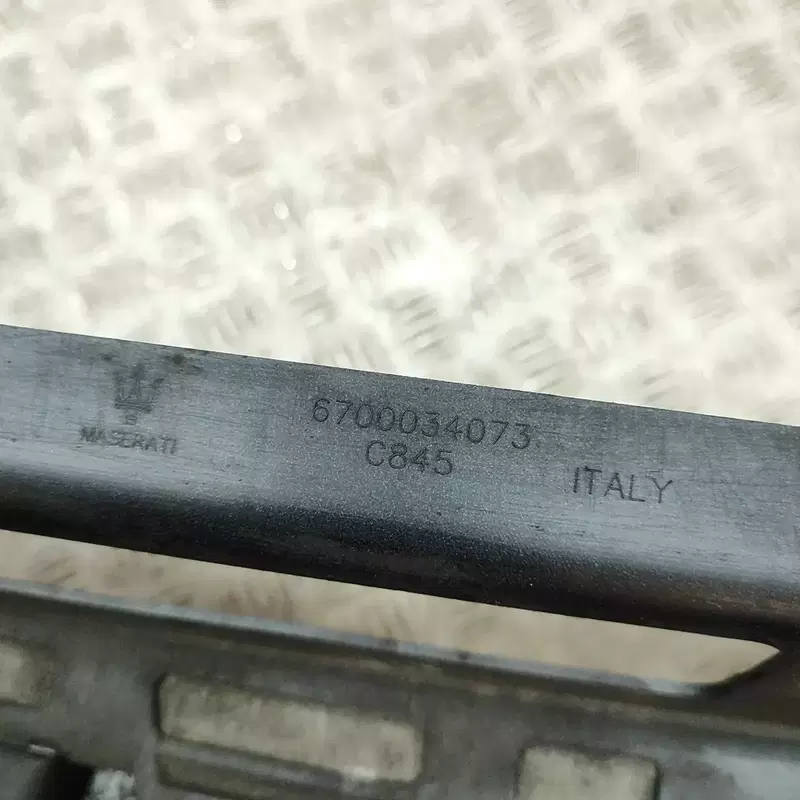 MASERATI
6700034073
C845
ITALY